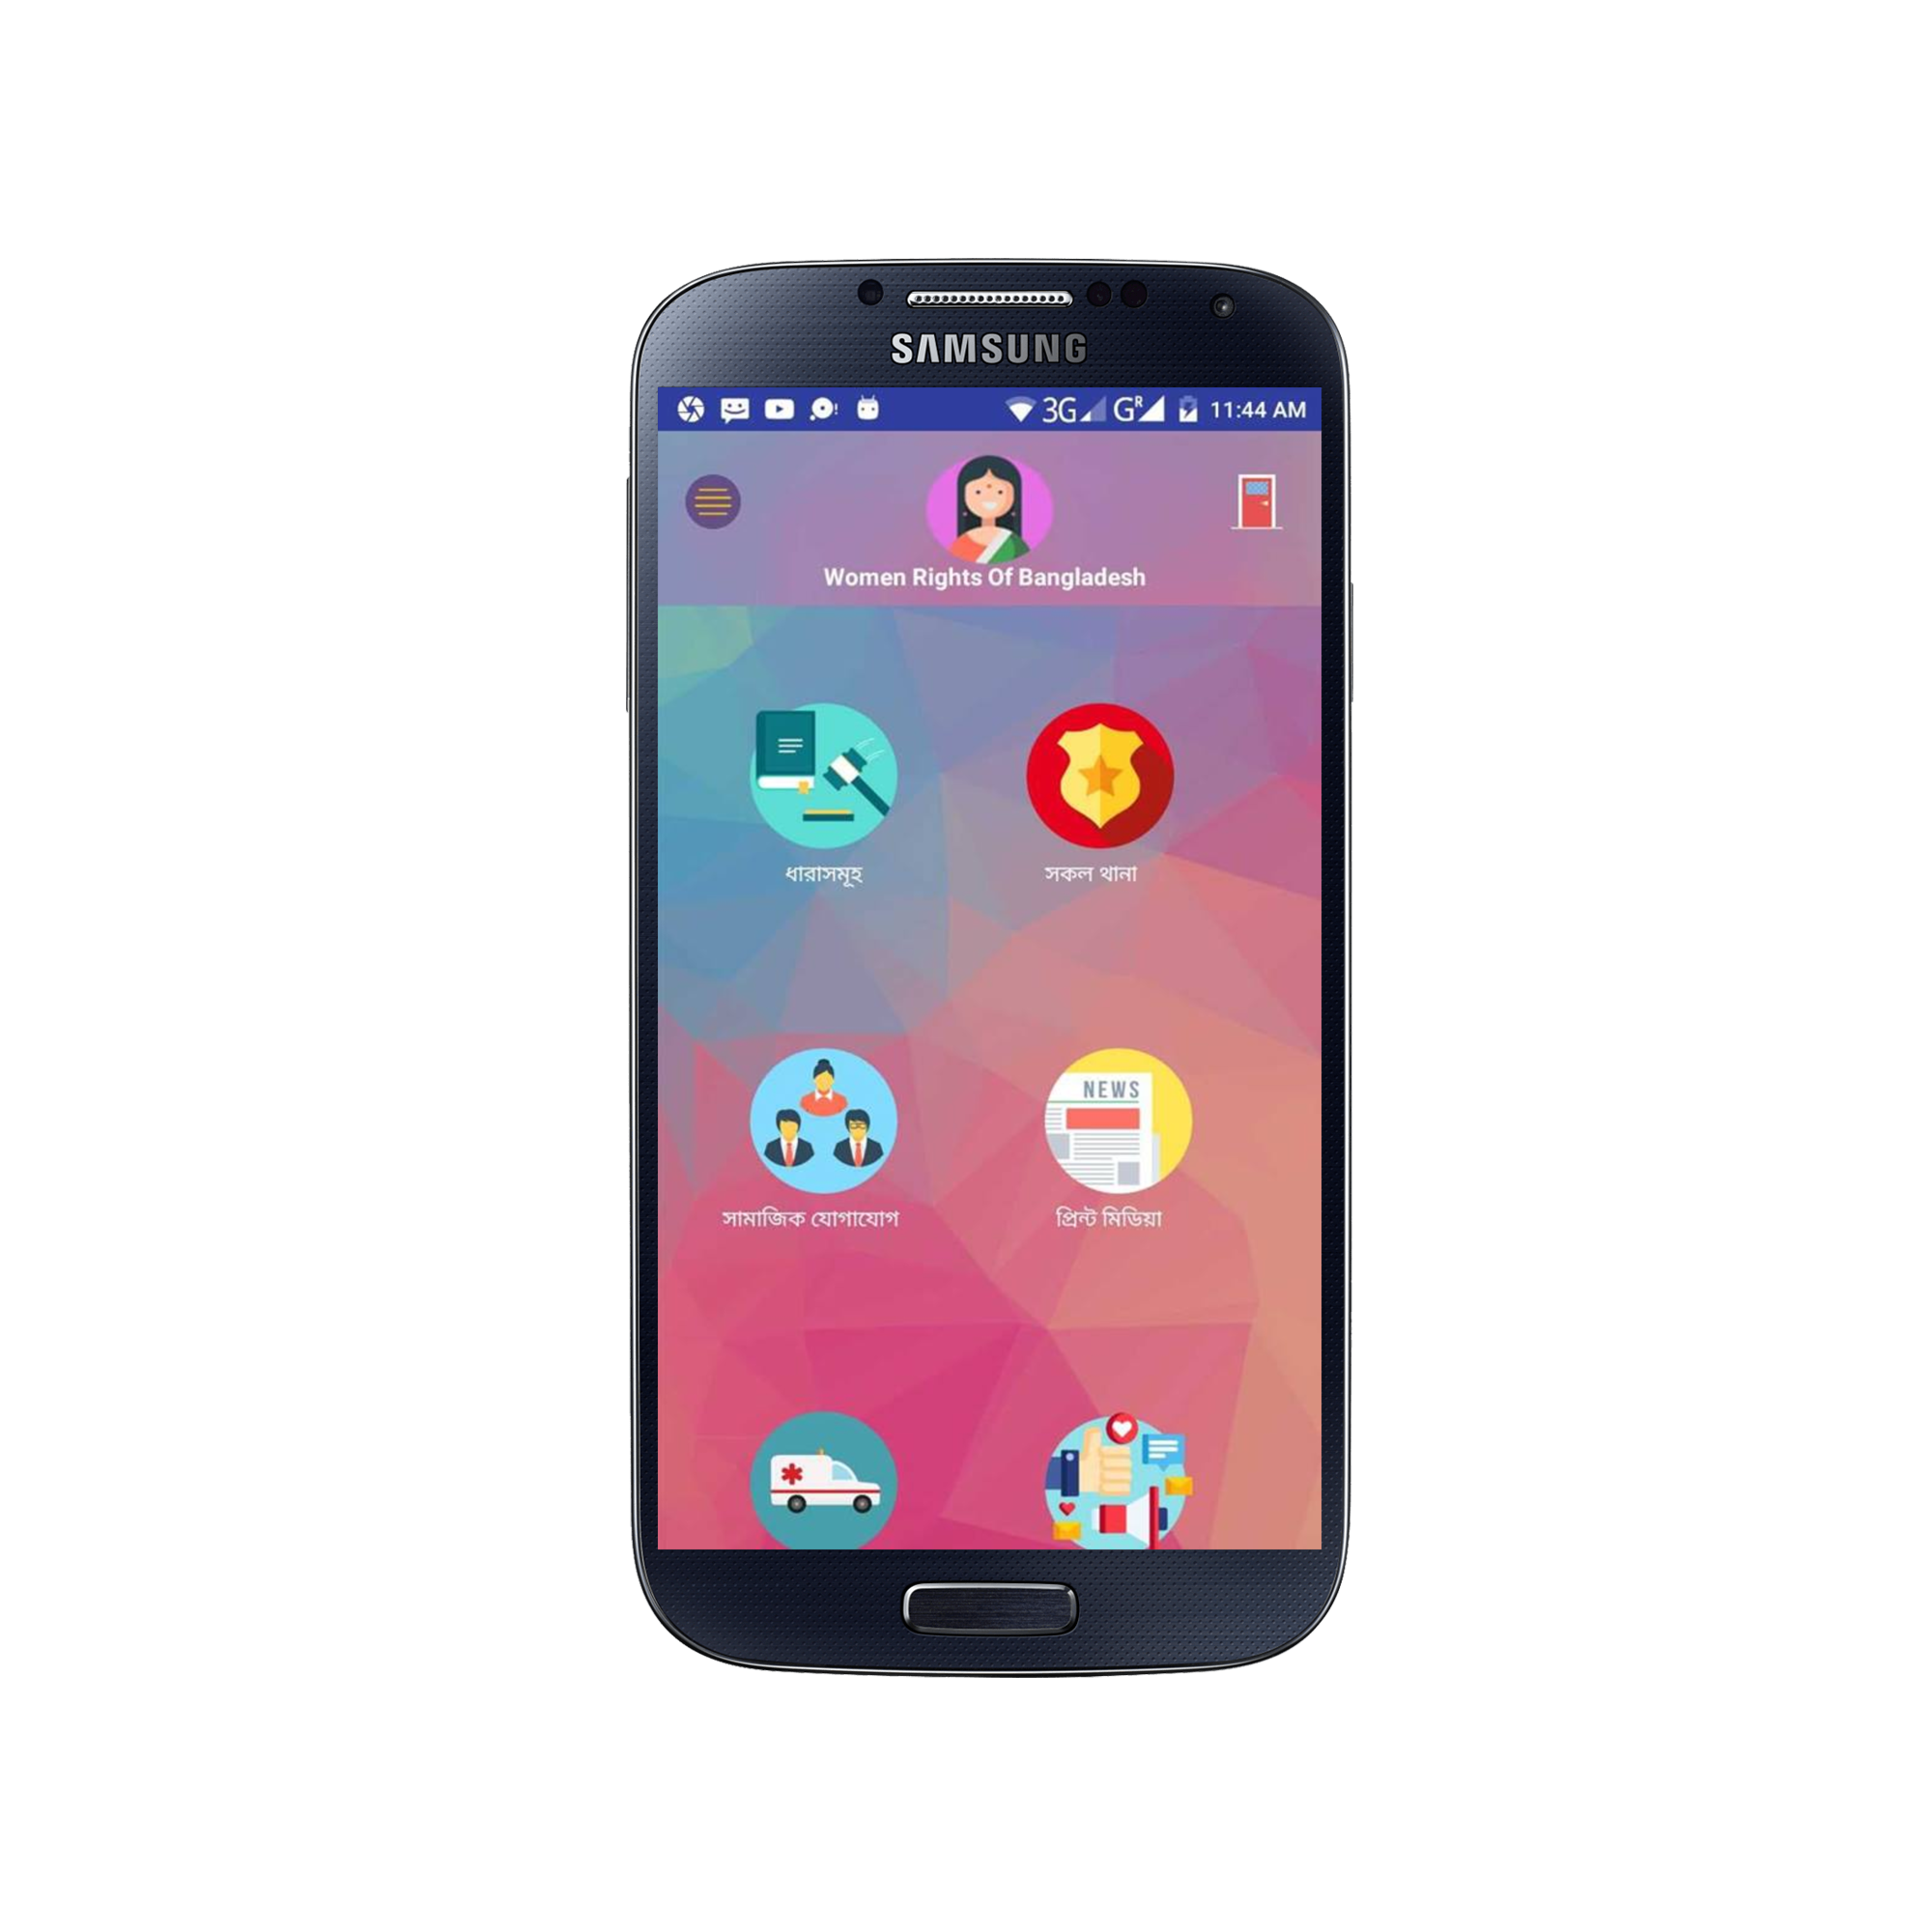 SAMSUNG
3G G R 11:44 AM
Women Rights Of Bangladesh
ধারাসমূহ
সকল থানা
NEWS
সামাজিক যোগাযোগ
প্রিন্ট মিডিয়া